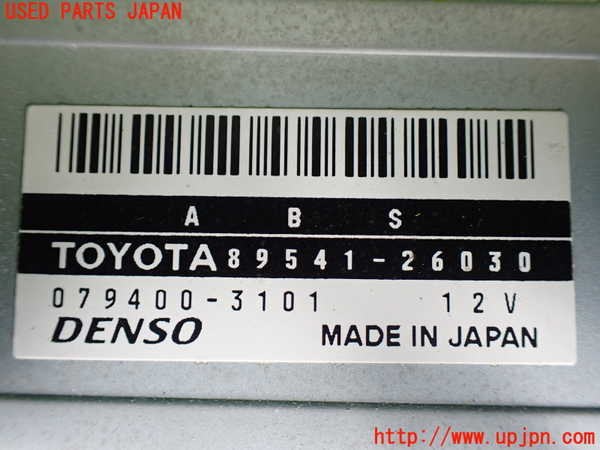 USED PARTS JAPAN
A B S
TOYOTA 89541-26030
079400-3101 12V
DENSO MADE IN JAPAN
http://www.upjpn.com/